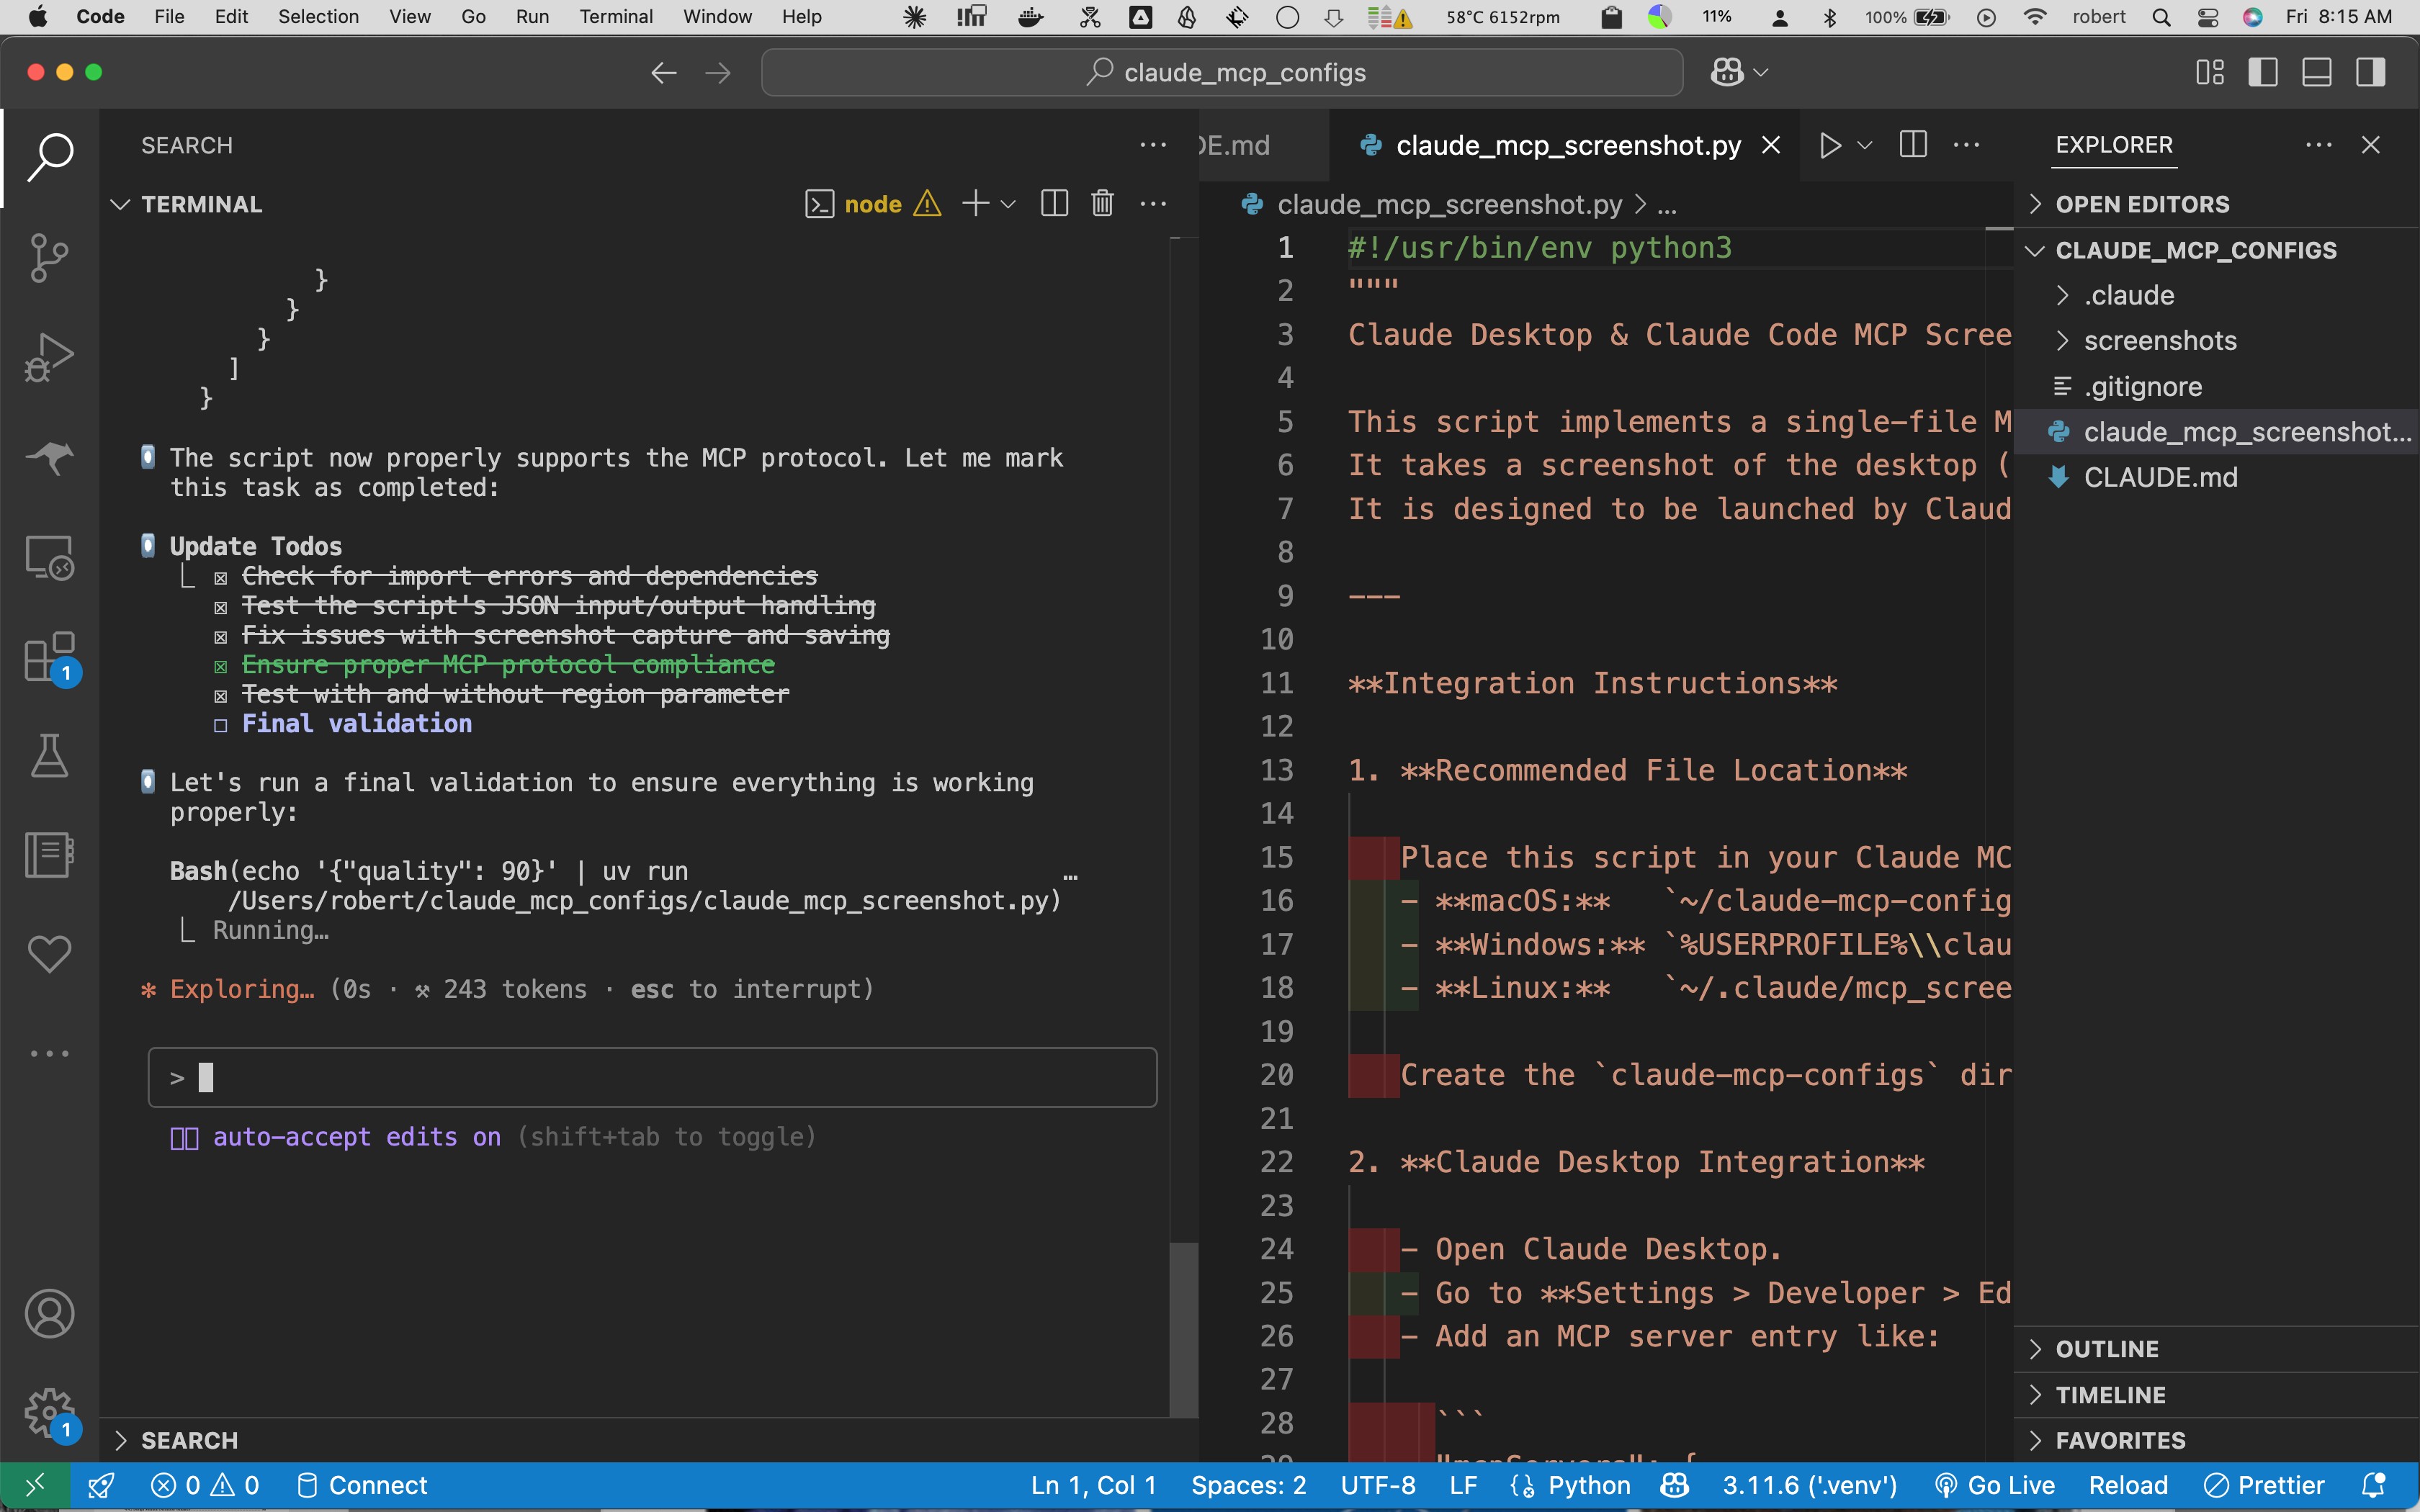 Code File Edit Selection View Go Run Terminal Window Help 58°C 6152rpm 11% 100% robert Fri 8:15 AM
claude_mcp_configs
SEARCH
TERMINAL
node
}
}
}
]
}
The script now properly supports the MCP protocol. Let me mark
this task as completed:
Update Todos
⎿ ☒ Check for import errors and dependencies
☒ Test the script's JSON input/output handling
☒ Fix issues with screenshot capture and saving
☒ Ensure proper MCP protocol compliance
☒ Test with and without region parameter
☐ Final validation
Let's run a final validation to ensure everything is working
properly:
Bash(echo '{"quality": 90}' | uv run …
/Users/robert/claude_mcp_configs/claude_mcp_screenshot.py)
⎿ Running…
✻ Exploring… (0s · ⚒ 243 tokens · esc to interrupt)
>
auto-accept edits on (shift+tab to toggle)
SEARCH
DE.md
claude_mcp_screenshot.py
claude_mcp_screenshot.py > ...
1 #!/usr/bin/env python3
2 """
3 Claude Desktop & Claude Code MCP Scree
4
5 This script implements a single-file M
6 It takes a screenshot of the desktop (
7 It is designed to be launched by Claud
8
9 ---
10
11 **Integration Instructions**
12
13 1. **Recommended File Location**
14
15 Place this script in your Claude MC
16 - **macOS:** `~/claude-mcp-config
17 - **Windows:** `%USERPROFILE%\\clau
18 - **Linux:** `~/.claude/mcp_scree
19
20 Create the `claude-mcp-configs` dir
21
22 2. **Claude Desktop Integration**
23
24 - Open Claude Desktop.
25 - Go to **Settings > Developer > Ed
26 - Add an MCP server entry like:
27
28 ```
29 "mcpServers": {
EXPLORER
OPEN EDITORS
CLAUDE_MCP_CONFIGS
.claude
screenshots
.gitignore
claude_mcp_screenshot...
CLAUDE.md
OUTLINE
TIMELINE
FAVORITES
1
1
0 0 Connect Ln 1, Col 1 Spaces: 2 UTF-8 LF Python 3.11.6 ('.venv') Go Live Reload Prettier